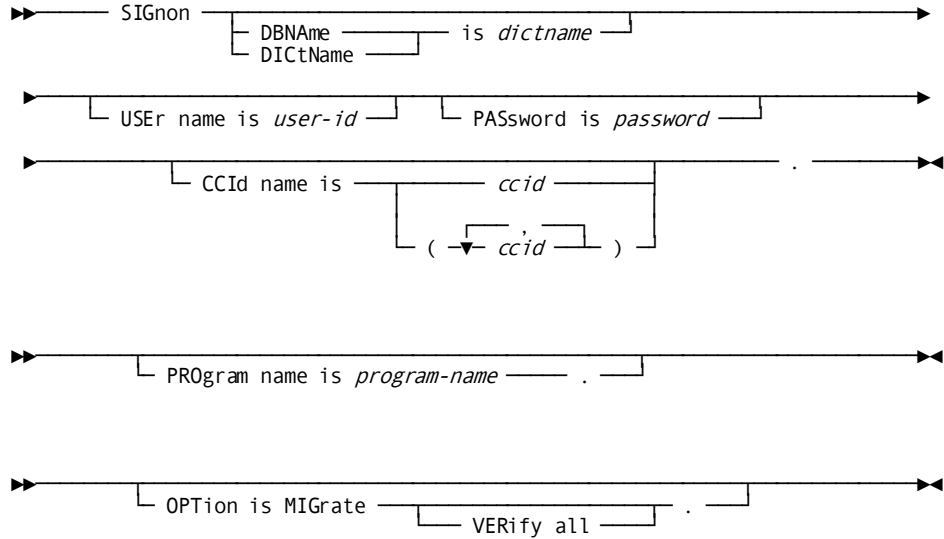 SIGnon
DBNAme is dictname
DICtName
USEr name is user-id PASsword is password
CCId name is ccid .
,
( ccid )
PROgram name is program-name .
OPTion is MIGrate .
VERify all